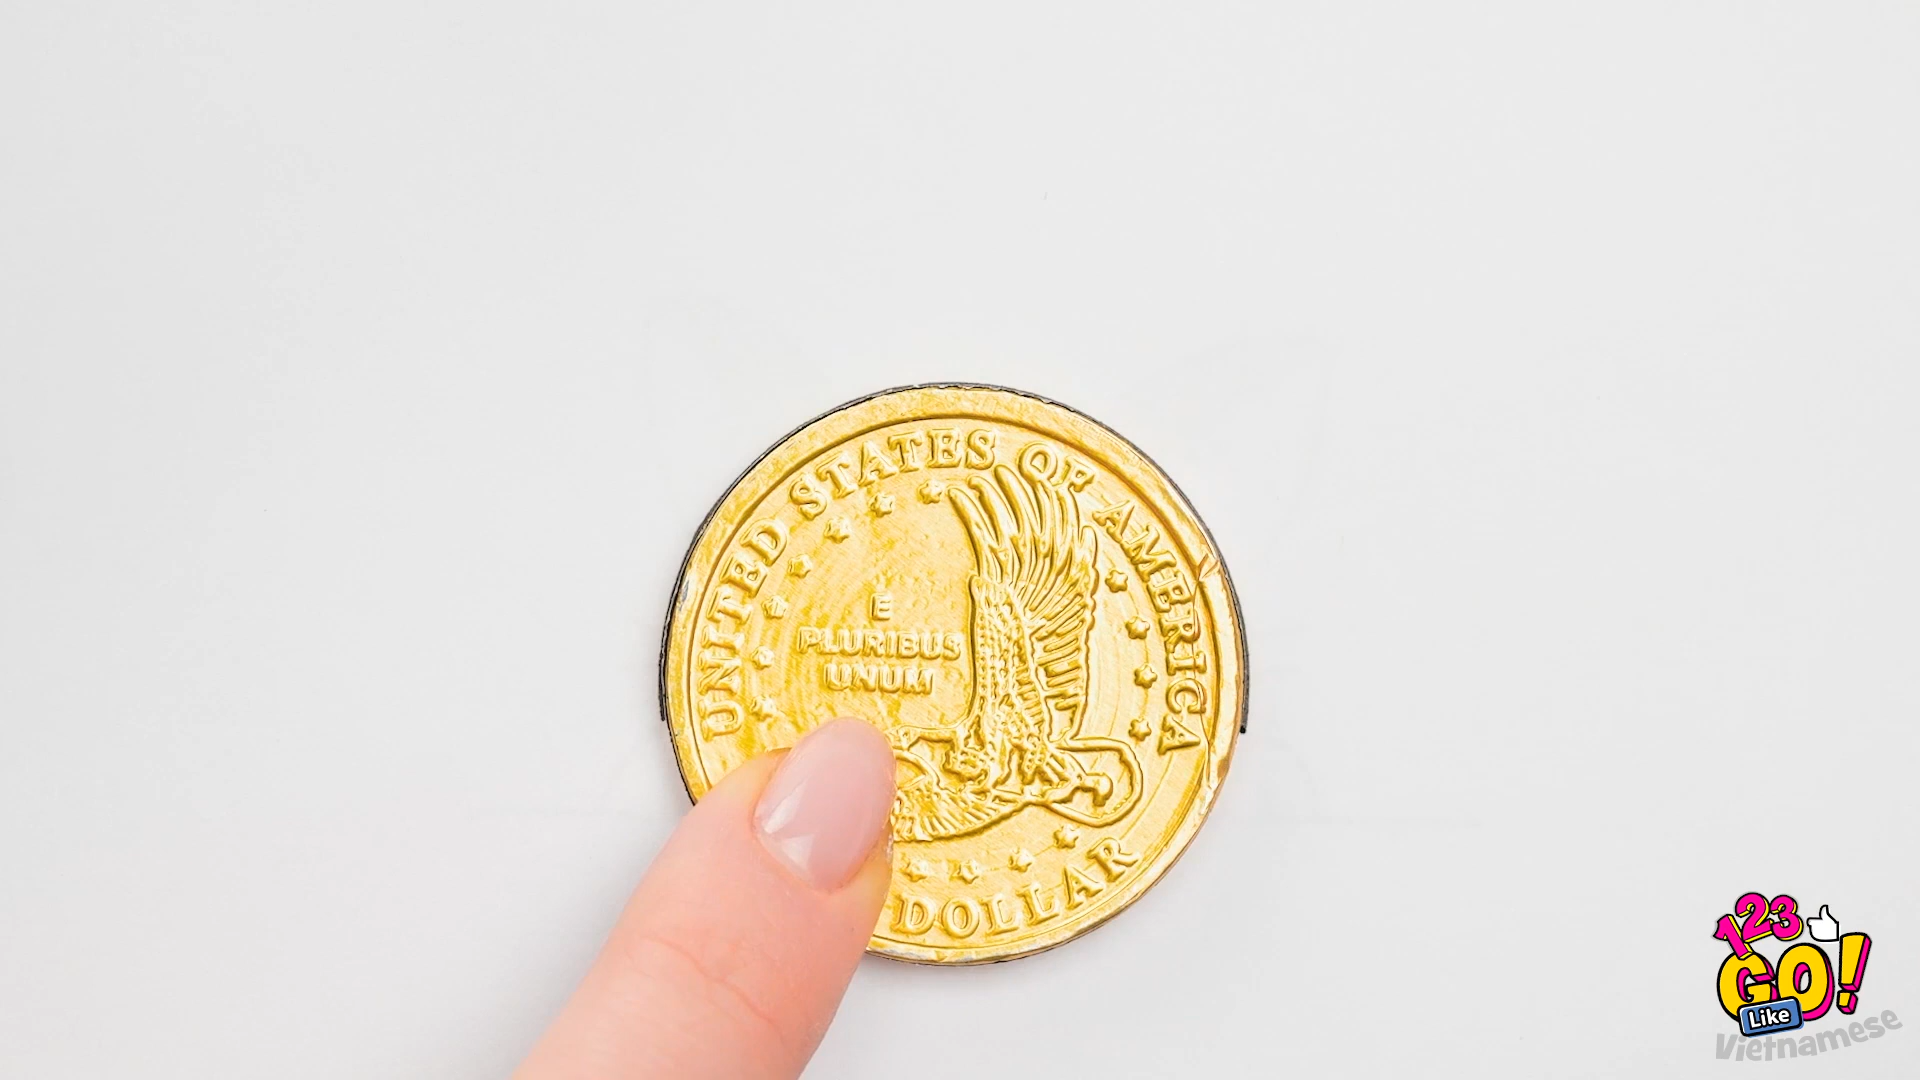 UNITED STATES OF AMERICA
E
PLURIBUS
UNUM
DOLLAR
123
GO!
Like
Vietnamese